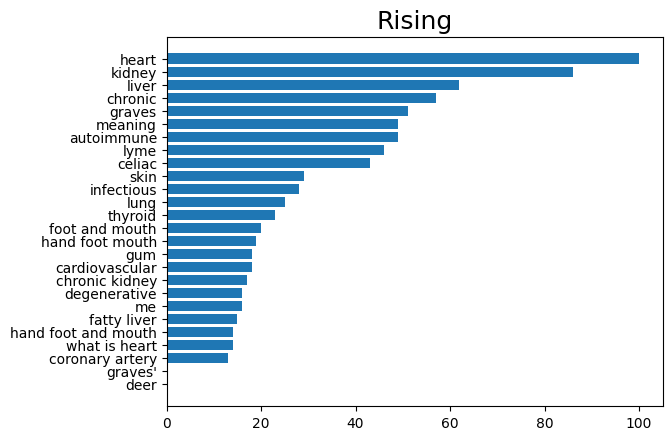 Rising
heart
kidney
liver
chronic
graves
meaning
autoimmune
lyme
celiac
skin
infectious
lung
thyroid
foot and mouth
hand foot mouth
gum
cardiovascular
chronic kidney
degenerative
me
fatty liver
hand foot and mouth
what is heart
coronary artery
graves'
deer
0 20 40 60 80 100